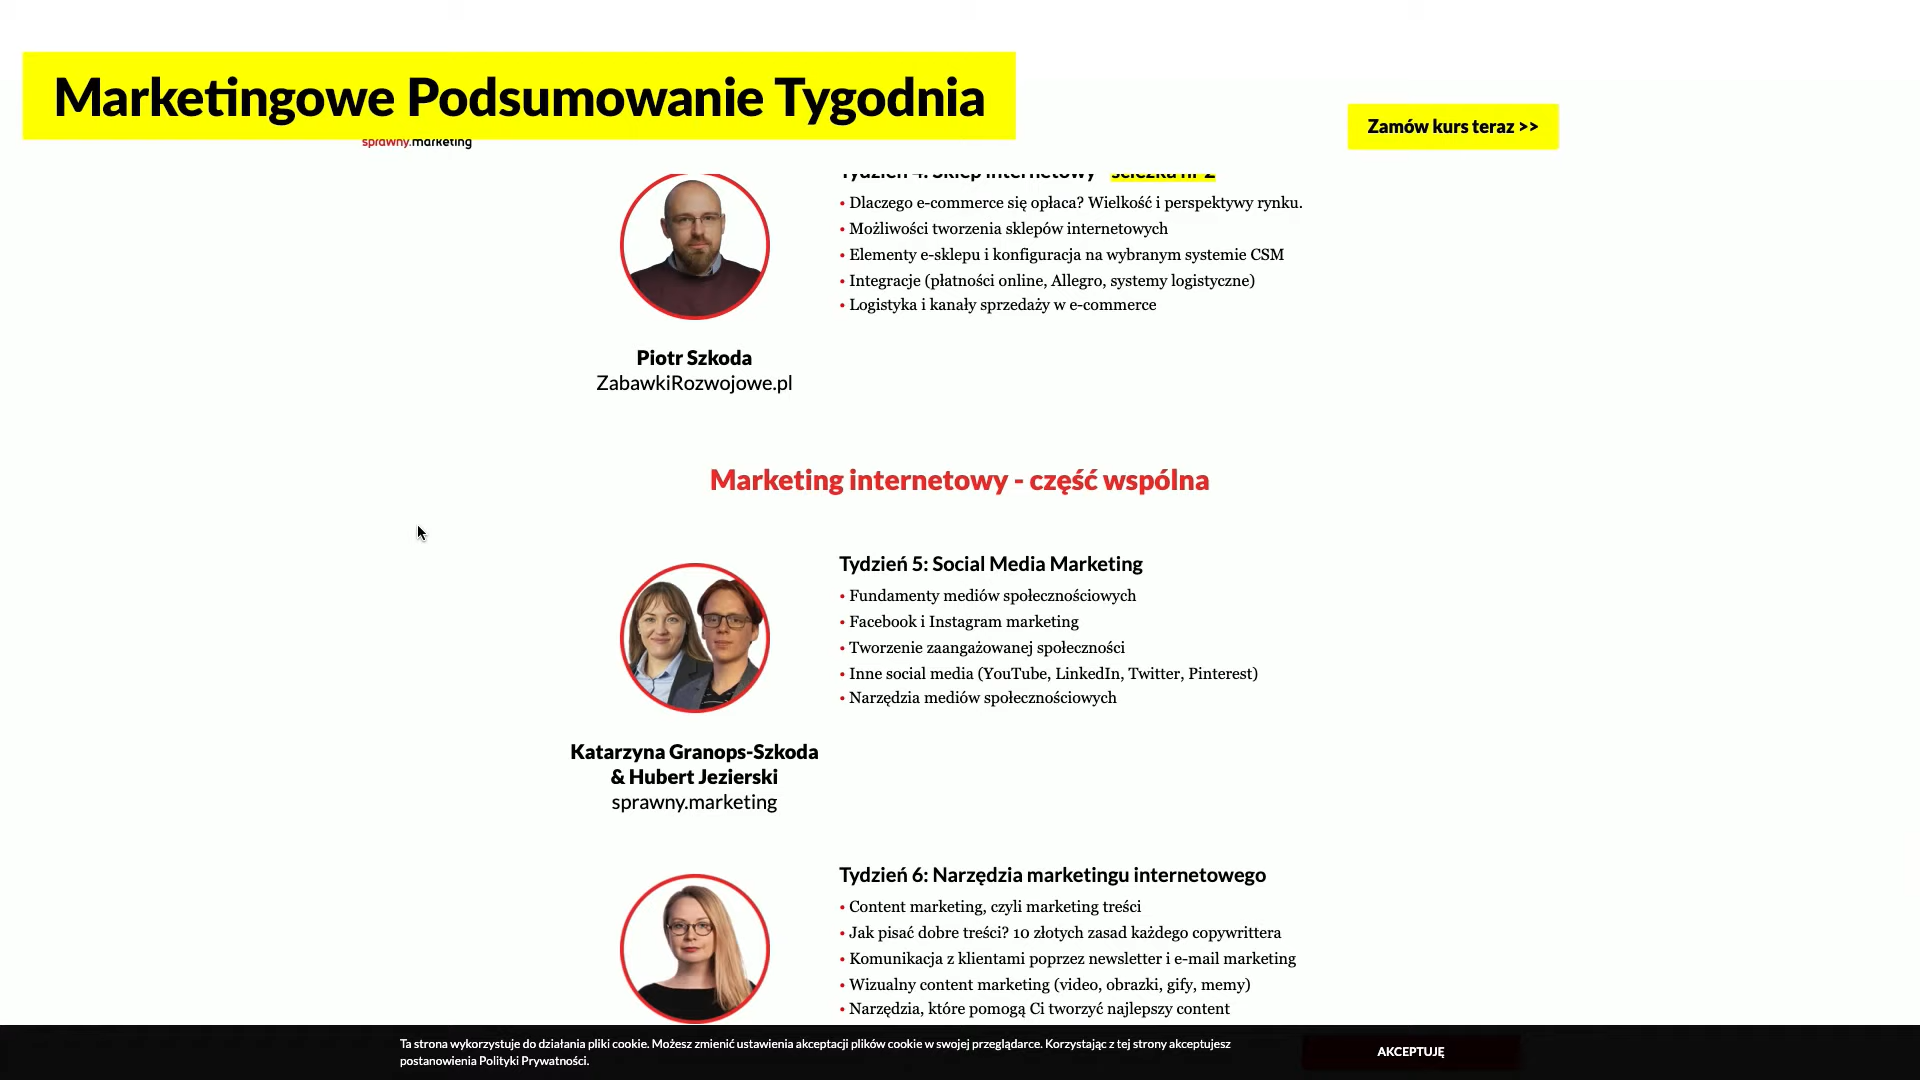 Marketingowe Podsumowanie Tygodnia
sprawny.marketing
Zamów kurs teraz >>
Tydzień 4: Sklep internetowy - ścieżka nr 2
• Dlaczego e-commerce się opłaca? Wielkość i perspektywy rynku.
• Możliwości tworzenia sklepów internetowych
• Elementy e-sklepu i konfiguracja na wybranym systemie CSM
• Integracje (płatności online, Allegro, systemy logistyczne)
• Logistyka i kanały sprzedaży w e-commerce
Piotr Szkoda
ZabawkiRozwojowe.pl
Marketing internetowy - część wspólna
Tydzień 5: Social Media Marketing
• Fundamenty mediów społecznościowych
• Facebook i Instagram marketing
• Tworzenie zaangażowanej społeczności
• Inne social media (YouTube, LinkedIn, Twitter, Pinterest)
• Narzędzia mediów społecznościowych
Katarzyna Granops-Szkoda
& Hubert Jezierski
sprawny.marketing
Tydzień 6: Narzędzia marketingu internetowego
• Content marketing, czyli marketing treści
• Jak pisać dobre treści? 10 złotych zasad każdego copywrittera
• Komunikacja z klientami poprzez newsletter i e-mail marketing
• Wizualny content marketing (video, obrazki, gify, memy)
• Narzędzia, które pomogą Ci tworzyć najlepszy content
Ta strona wykorzystuje do działania pliki cookie. Możesz zmienić ustawienia akceptacji plików cookie w swojej przeglądarce. Korzystając z tej strony akceptujesz
postanowienia Polityki Prywatności.
AKCEPTUJĘ